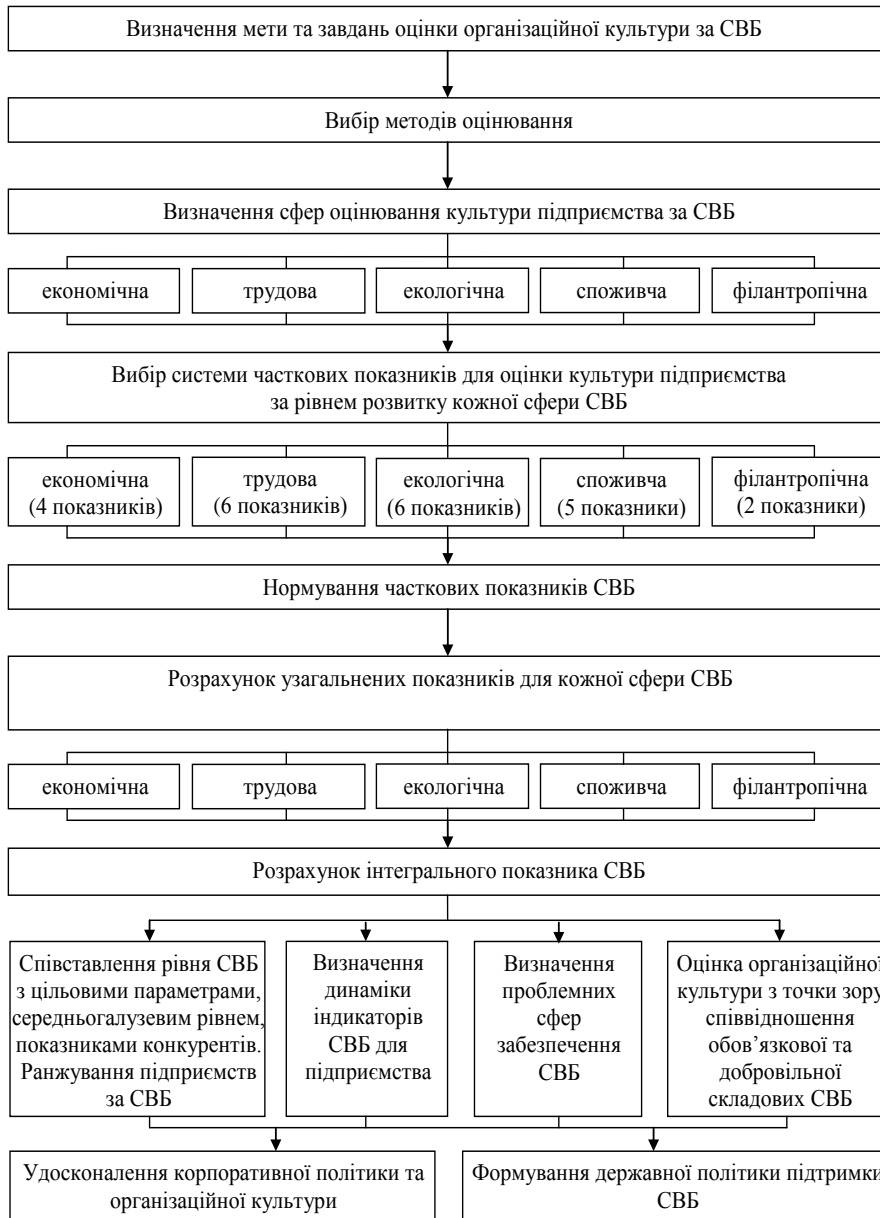 Визначення мети та завдань оцінки організаційної культури за СВБ
Вибір методів оцінювання
Визначення сфер оцінювання культури підприємства за СВБ
економічна
трудова
екологічна
споживча
філантропічна
Вибір системи часткових показників для оцінки культури підприємства
за рівнем розвитку кожної сфери СВБ
економічна
(4 показників)
трудова
(6 показників)
екологічна
(6 показників)
споживча
(5 показники)
філантропічна
(2 показники)
Нормування часткових показників СВБ
Розрахунок узагальнених показників для кожної сфери СВБ
економічна
трудова
екологічна
споживча
філантропічна
Розрахунок інтегрального показника СВБ
Співставлення рівня СВБ
з цільовими параметрами,
середньогалузевим рівнем,
показниками конкурентів.
Ранжування підприємств
за СВБ
Визначення
динаміки
індикаторів
СВБ для
підприємства
Визначення
проблемних
сфер
забезпечення
СВБ
Оцінка організаційної
культури з точки зору
співвідношення
обов’язкової та
добровільної
складових СВБ
Удосконалення корпоративної політики та
організаційної культури
Формування державної політики підтримки
СВБ